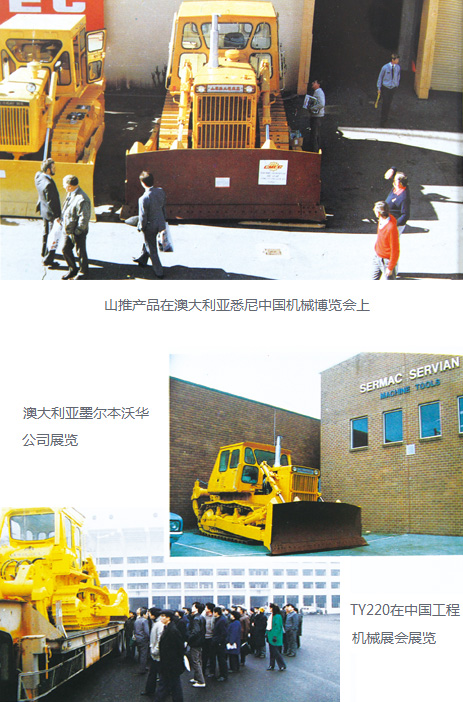 EC
山推产品在澳大利亚悉尼中国机械博览会上
SERMAC SERVIAN
MACHINE TOOLS
澳大利亚墨尔本沃华
公司展览
TY220在中国工程
机械展会展览